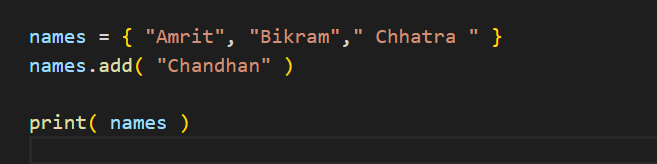 names = { "Amrit", "Bikram"," Chhatra " }
names.add( "Chandhan" )
print( names )